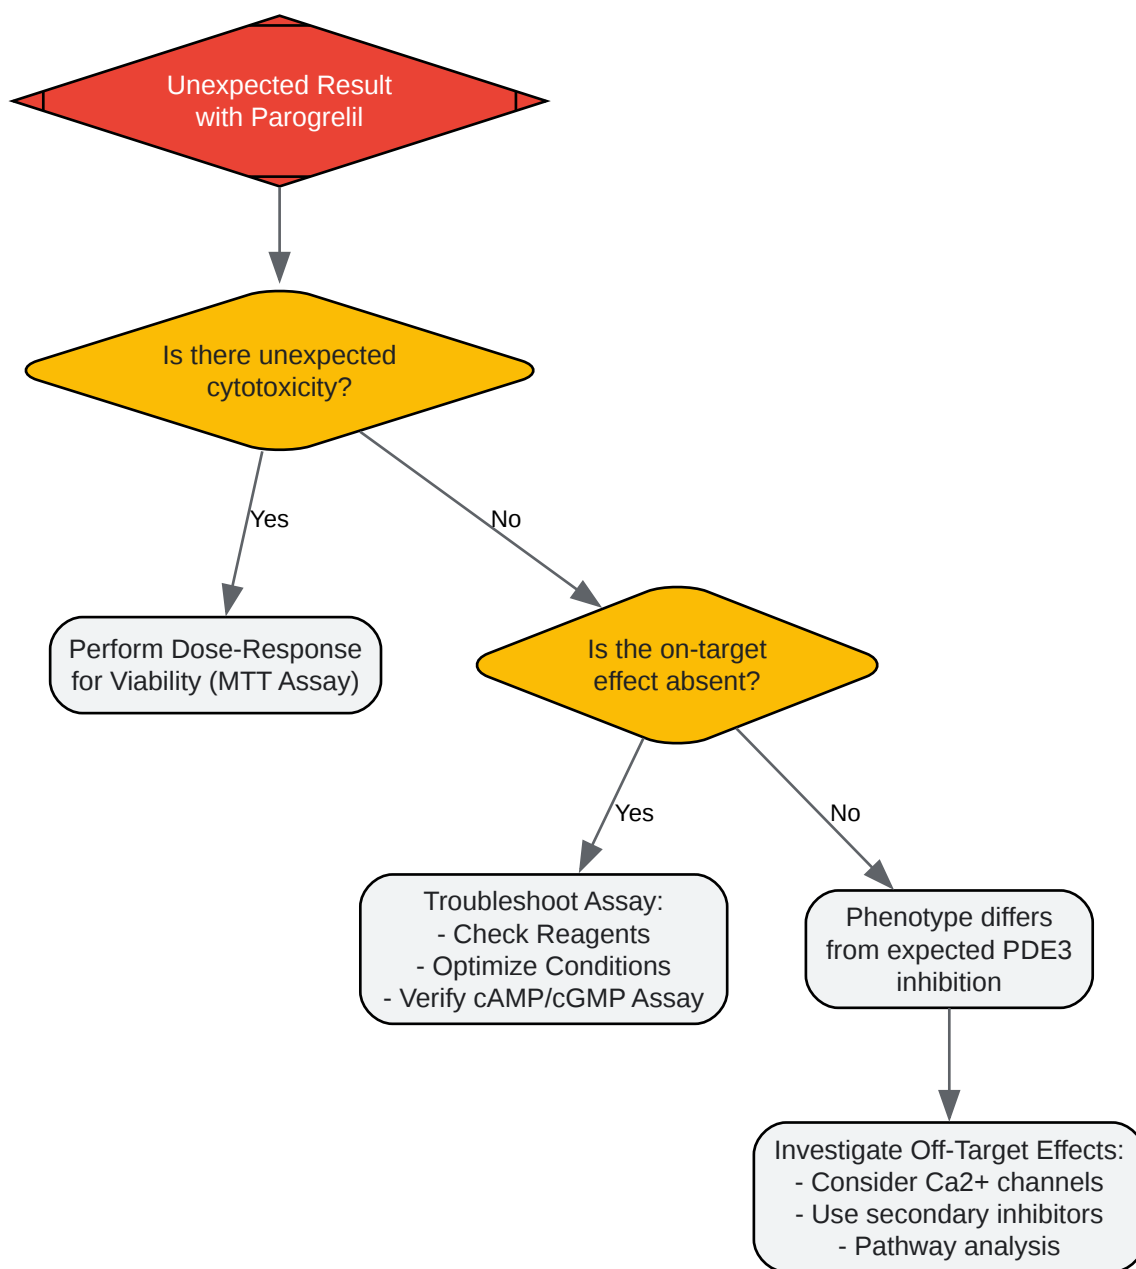 Unexpected Result
with Parogrelil
Is there unexpected
cytotoxicity?
Yes
No
Perform Dose-Response
for Viability (MTT Assay)
Is the on-target
effect absent?
Yes
No
Troubleshoot Assay:
- Check Reagents
- Optimize Conditions
- Verify cAMP/cGMP Assay
Phenotype differs
from expected PDE3
inhibition
Investigate Off-Target Effects:
- Consider Ca2+ channels
- Use secondary inhibitors
- Pathway analysis